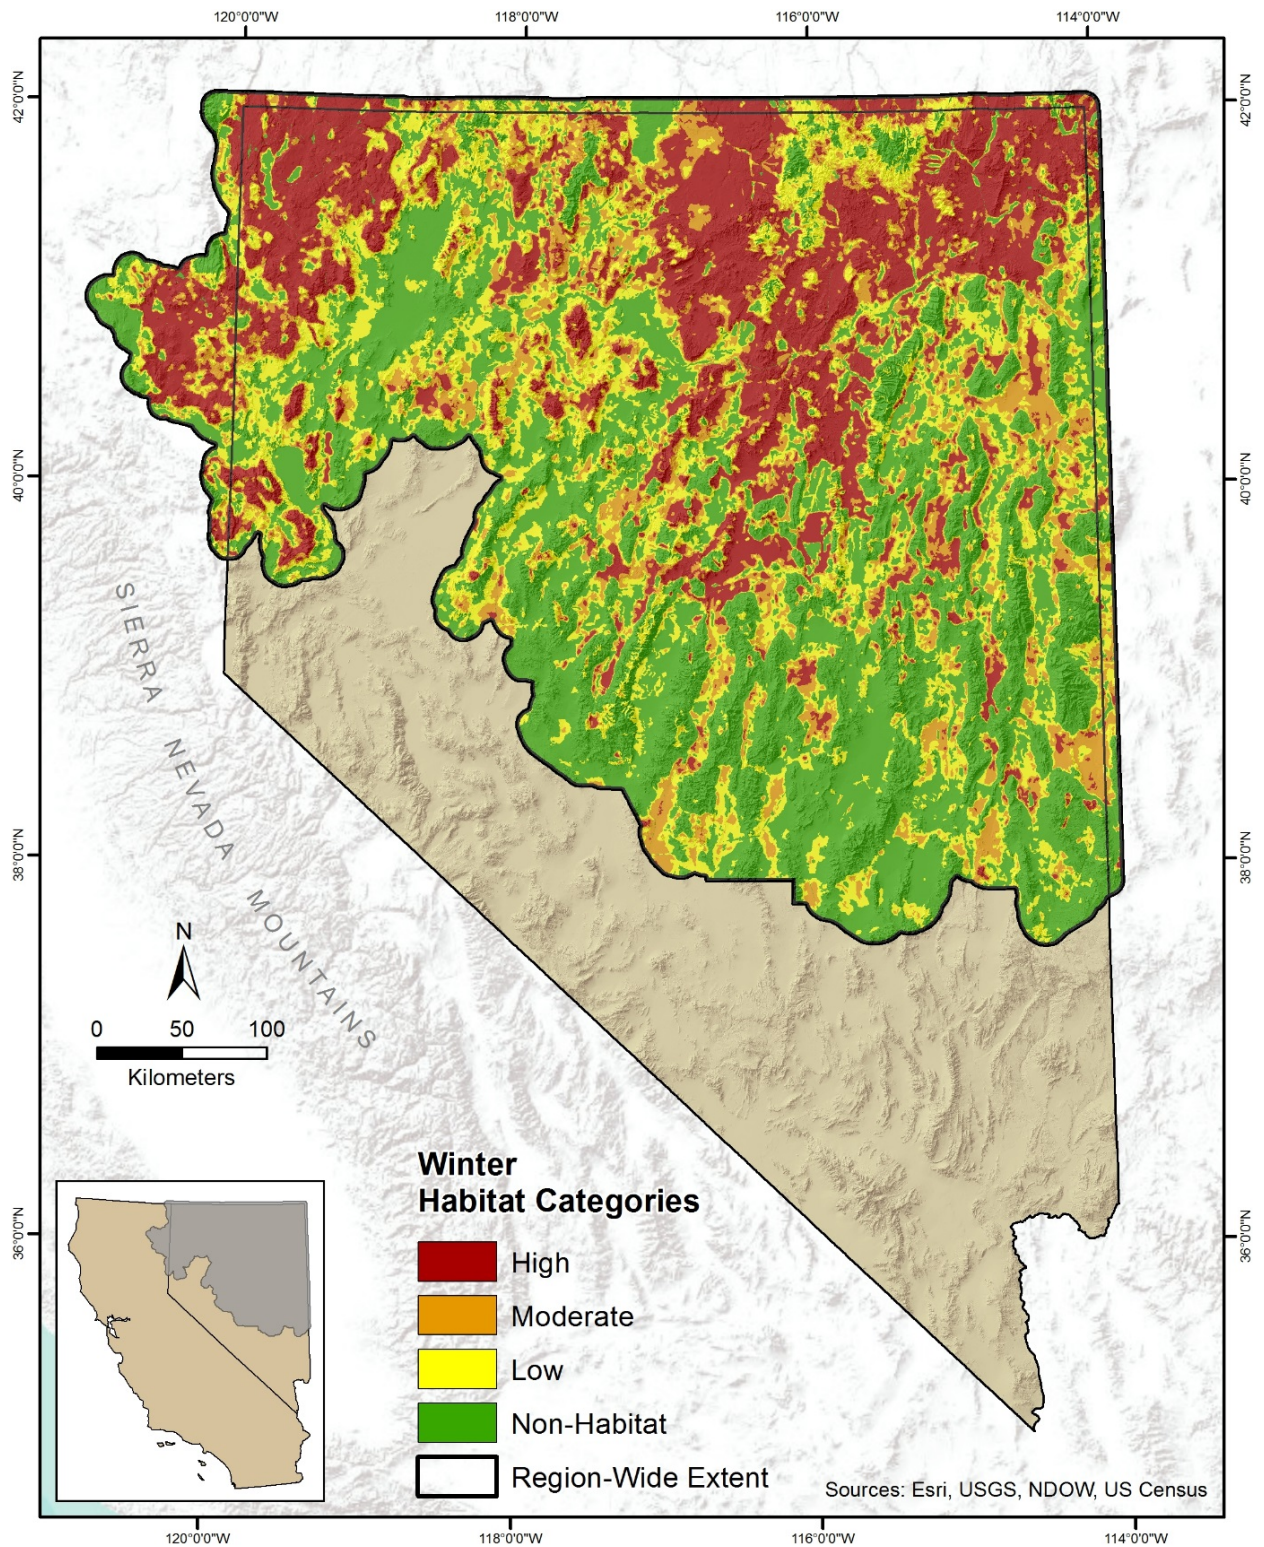 120°0'0"W 118°0'0"W 116°0'0"W 114°0'0"W
42°0'0"N 42°0'0"N
40°0'0"N 40°0'0"N
38°0'0"N 38°0'0"N
36°0'0"N 36°0'0"N
SIERRA NEVADA MOUNTAINS
N
0 50 100
Kilometers
Winter
Habitat Categories
High
Moderate
Low
Non-Habitat
Region-Wide Extent
Sources: Esri, USGS, NDOW, US Census
120°0'0"W 118°0'0"W 116°0'0"W 114°0'0"W